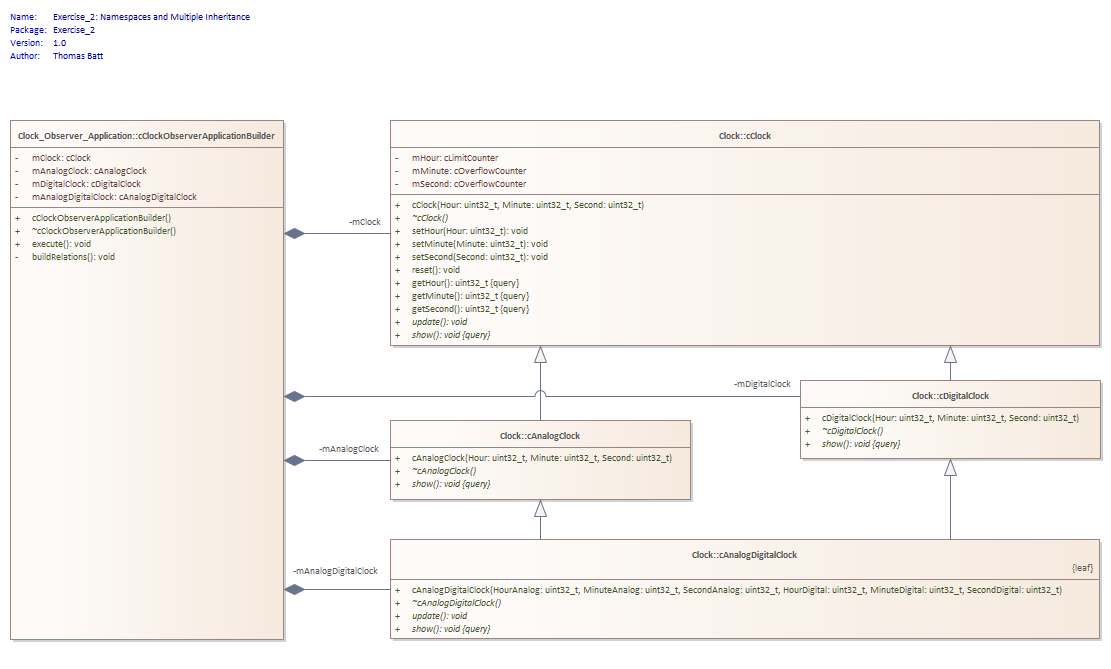 Name: Exercise_2: Namespaces and Multiple Inheritance
Package: Exercise_2
Version: 1.0
Author: Thomas Batt
Clock_Observer_Application::cClockObserverApplicationBuilder
- mClock: cClock
- mAnalogClock: cAnalogClock
- mDigitalClock: cDigitalClock
- mAnalogDigitalClock: cAnalogDigitalClock
+ cClockObserverApplicationBuilder()
+ ~cClockObserverApplicationBuilder()
+ execute(): void
- buildRelations(): void
-mClock
Clock::cClock
- mHour: cLimitCounter
- mMinute: cOverflowCounter
- mSecond: cOverflowCounter
+ cClock(Hour: uint32_t, Minute: uint32_t, Second: uint32_t)
+ ~cClock()
+ setHour(Hour: uint32_t): void
+ setMinute(Minute: uint32_t): void
+ setSecond(Second: uint32_t): void
+ reset(): void
+ getHour(): uint32_t {query}
+ getMinute(): uint32_t {query}
+ getSecond(): uint32_t {query}
+ update(): void
+ show(): void {query}
-mDigitalClock
Clock::cDigitalClock
+ cDigitalClock(Hour: uint32_t, Minute: uint32_t, Second: uint32_t)
+ ~cDigitalClock()
+ show(): void {query}
-mAnalogClock
Clock::cAnalogClock
+ cAnalogClock(Hour: uint32_t, Minute: uint32_t, Second: uint32_t)
+ ~cAnalogClock()
+ show(): void {query}
-mAnalogDigitalClock
Clock::cAnalogDigitalClock
{leaf}
+ cAnalogDigitalClock(HourAnalog: uint32_t, MinuteAnalog: uint32_t, SecondAnalog: uint32_t, HourDigital: uint32_t, MinuteDigital: uint32_t, SecondDigital: uint32_t)
+ ~cAnalogDigitalClock()
+ update(): void
+ show(): void {query}